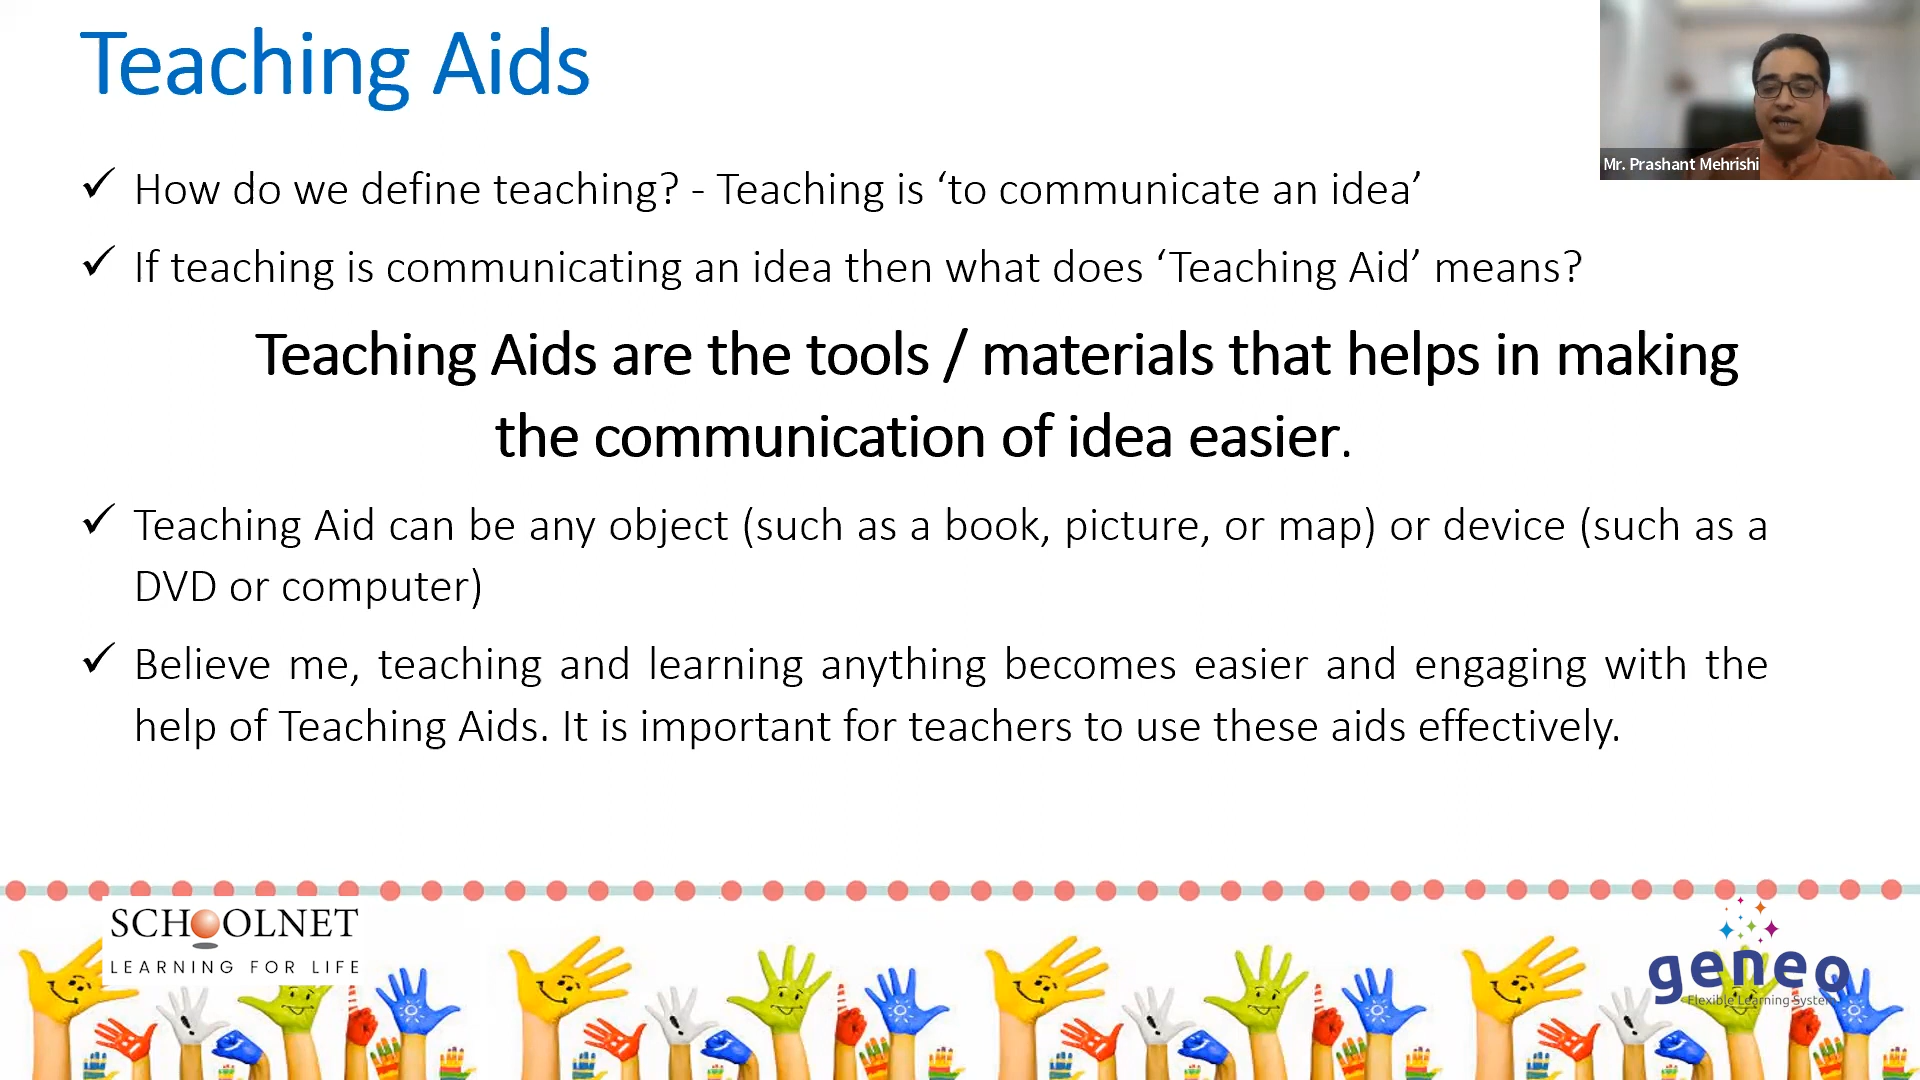 Teaching Aids
Mr. Prashant Mehrishi
✓ How do we define teaching? - Teaching is ‘to communicate an idea’
✓ If teaching is communicating an idea then what does ‘Teaching Aid’ means?
Teaching Aids are the tools / materials that helps in making
the communication of idea easier.
✓ Teaching Aid can be any object (such as a book, picture, or map) or device (such as a
DVD or computer)
✓ Believe me, teaching and learning anything becomes easier and engaging with the
help of Teaching Aids. It is important for teachers to use these aids effectively.
SCHOOLNET
LEARNING FOR LIFE
geneo
Flexible Learning System